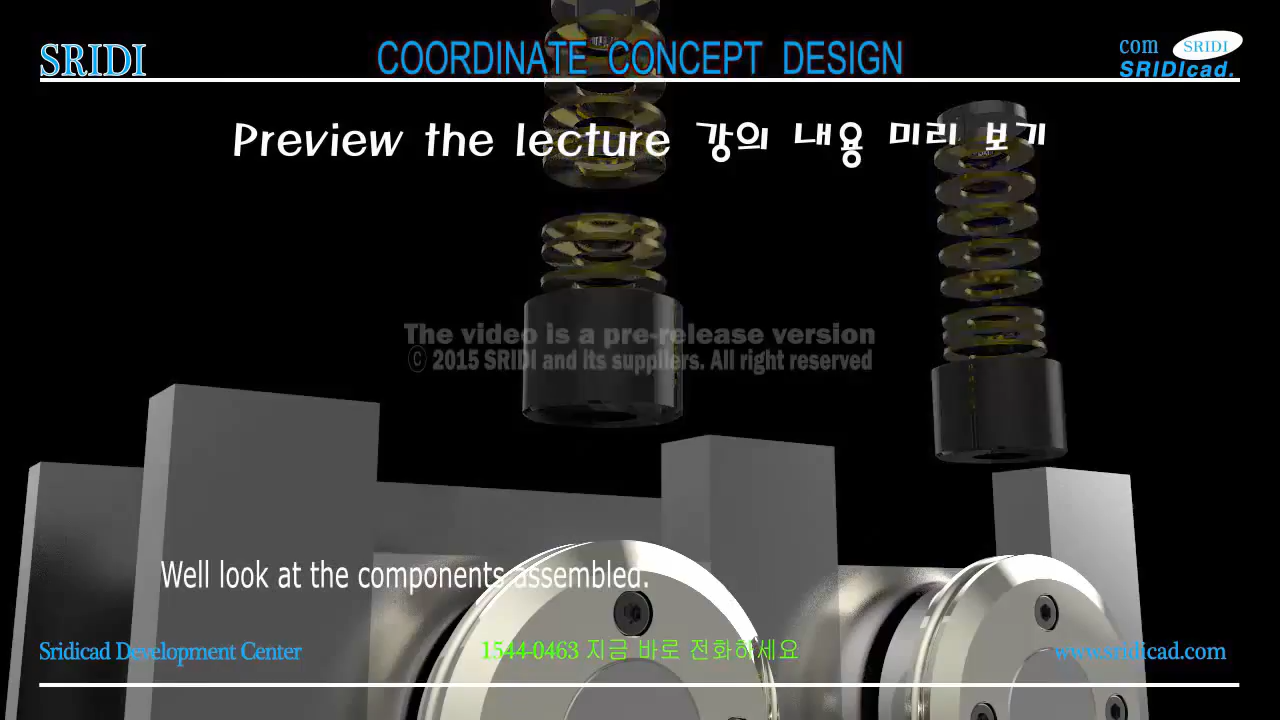 SRIDI
COORDINATE CONCEPT DESIGN
com SRIDI
SRIDIcad.
Preview the lecture 강의 내용 미리 보기
The video is a pre-release version
© 2015 SRIDI and its suppliers. All right reserved
Well look at the components assembled.
Sridicad Development Center
1544-0463 지금 바로 전화하세요
www.sridicad.com